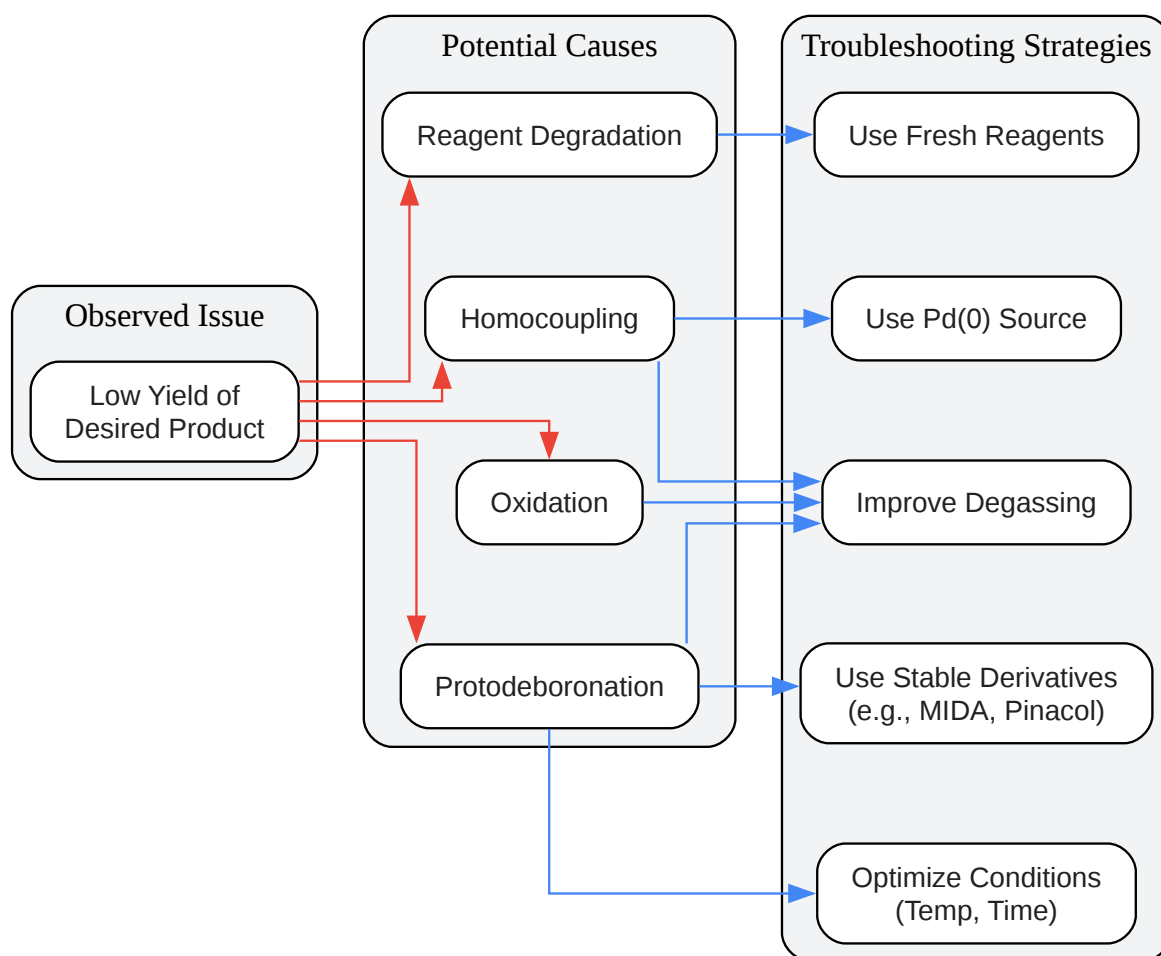 Observed Issue
Low Yield of
Desired Product
Potential Causes
Reagent Degradation
Homocoupling
Oxidation
Protodeboronation
Troubleshooting Strategies
Use Fresh Reagents
Use Pd(0) Source
Improve Degassing
Use Stable Derivatives
(e.g., MIDA, Pinacol)
Optimize Conditions
(Temp, Time)